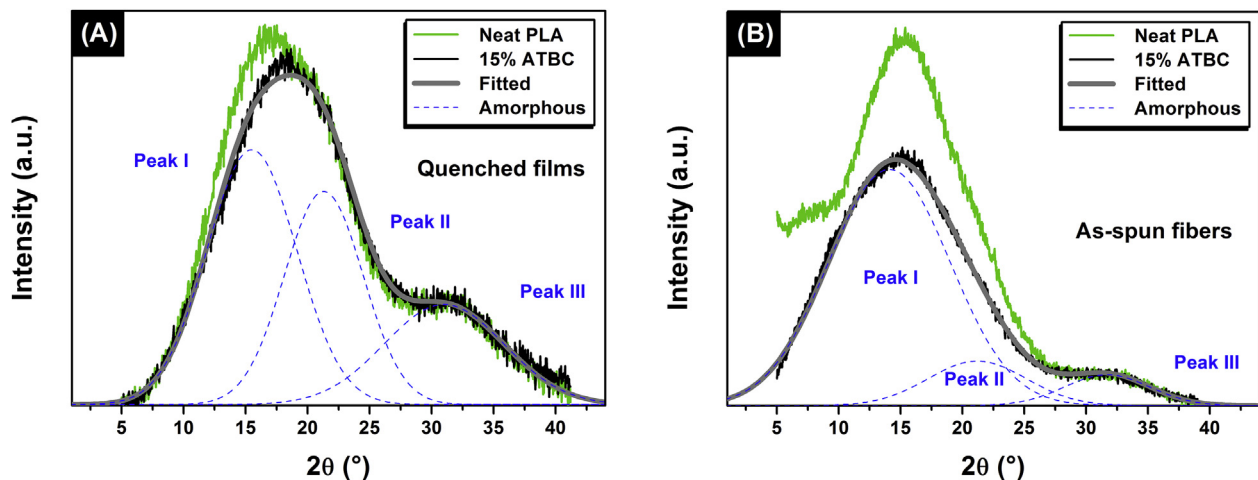 (A)
Neat PLA
15% ATBC
Fitted
Amorphous
Peak I
Quenched films
Peak II
Peak III
Intensity (a.u.)
5 10 15 20 25 30 35 40
2θ (°)
(B)
Neat PLA
15% ATBC
Fitted
Amorphous
As-spun fibers
Peak I
Peak II
Peak III
Intensity (a.u.)
5 10 15 20 25 30 35 40
2θ (°)